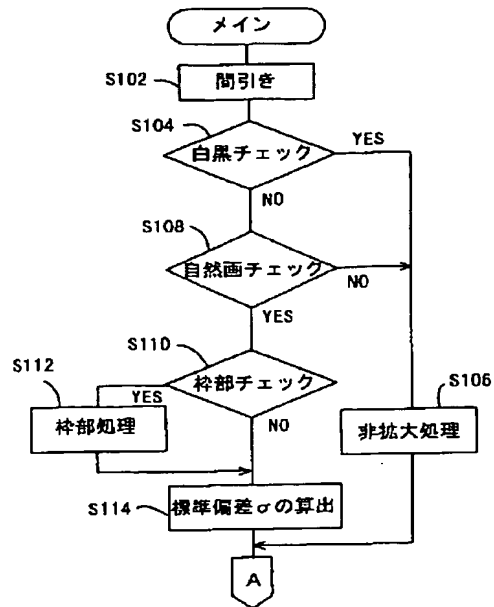 メイン
S102
間引き
S104
白黒チェック
YES
NO
S108
自然画チェック
NO
YES
S110
枠部チェック
S112
YES
枠部処理
NO
S106
非拡大処理
S114
標準偏差σの算出
A